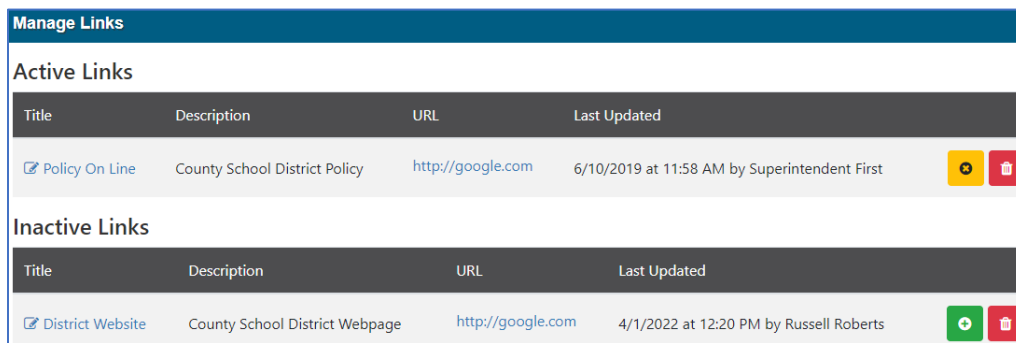 Manage Links
Active Links
Title Description URL Last Updated
Policy On Line County School District Policy http://google.com 6/10/2019 at 11:58 AM by Superintendent First
Inactive Links
Title Description URL Last Updated
District Website County School District Webpage http://google.com 4/1/2022 at 12:20 PM by Russell Roberts